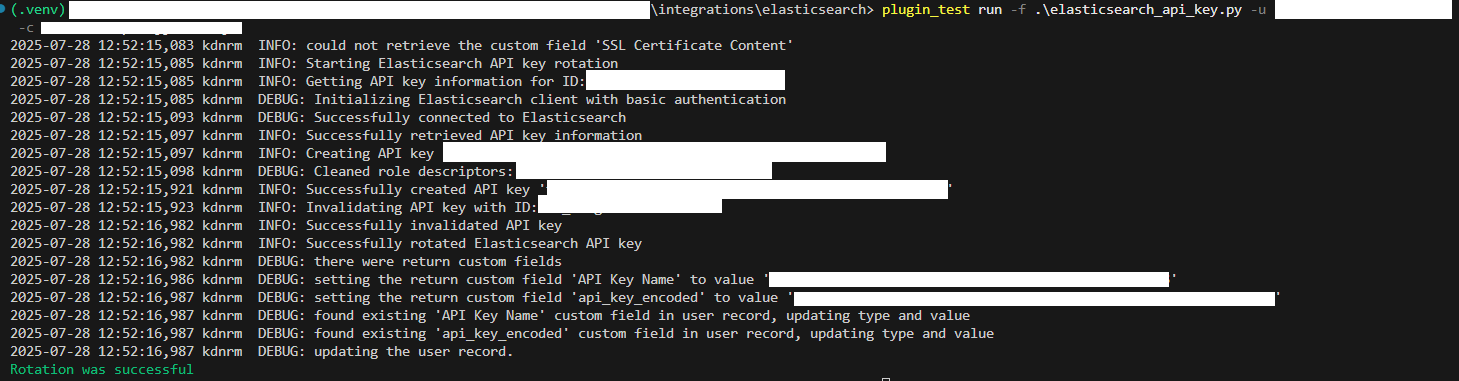 (.venv) \integrations\elasticsearch> plugin_test run -f .\elasticsearch_api_key.py -u
-c
2025-07-28 12:52:15,083 kdnrm  INFO: could not retrieve the custom field 'SSL Certificate Content'
2025-07-28 12:52:15,085 kdnrm  INFO: Starting Elasticsearch API key rotation
2025-07-28 12:52:15,085 kdnrm  INFO: Getting API key information for ID:
2025-07-28 12:52:15,085 kdnrm  DEBUG: Initializing Elasticsearch client with basic authentication
2025-07-28 12:52:15,093 kdnrm  DEBUG: Successfully connected to Elasticsearch
2025-07-28 12:52:15,097 kdnrm  INFO: Successfully retrieved API key information
2025-07-28 12:52:15,097 kdnrm  INFO: Creating API key
2025-07-28 12:52:15,098 kdnrm  DEBUG: Cleaned role descriptors:
2025-07-28 12:52:15,921 kdnrm  INFO: Successfully created API key ' '
2025-07-28 12:52:15,923 kdnrm  INFO: Invalidating API key with ID:
2025-07-28 12:52:16,982 kdnrm  INFO: Successfully invalidated API key
2025-07-28 12:52:16,982 kdnrm  INFO: Successfully rotated Elasticsearch API key
2025-07-28 12:52:16,982 kdnrm  DEBUG: there were return custom fields
2025-07-28 12:52:16,986 kdnrm  DEBUG: setting the return custom field 'API Key Name' to value ' '
2025-07-28 12:52:16,987 kdnrm  DEBUG: setting the return custom field 'api_key_encoded' to value ' '
2025-07-28 12:52:16,987 kdnrm  DEBUG: found existing 'API Key Name' custom field in user record, updating type and value
2025-07-28 12:52:16,987 kdnrm  DEBUG: found existing 'api_key_encoded' custom field in user record, updating type and value
2025-07-28 12:52:16,987 kdnrm  DEBUG: updating the user record.
Rotation was successful